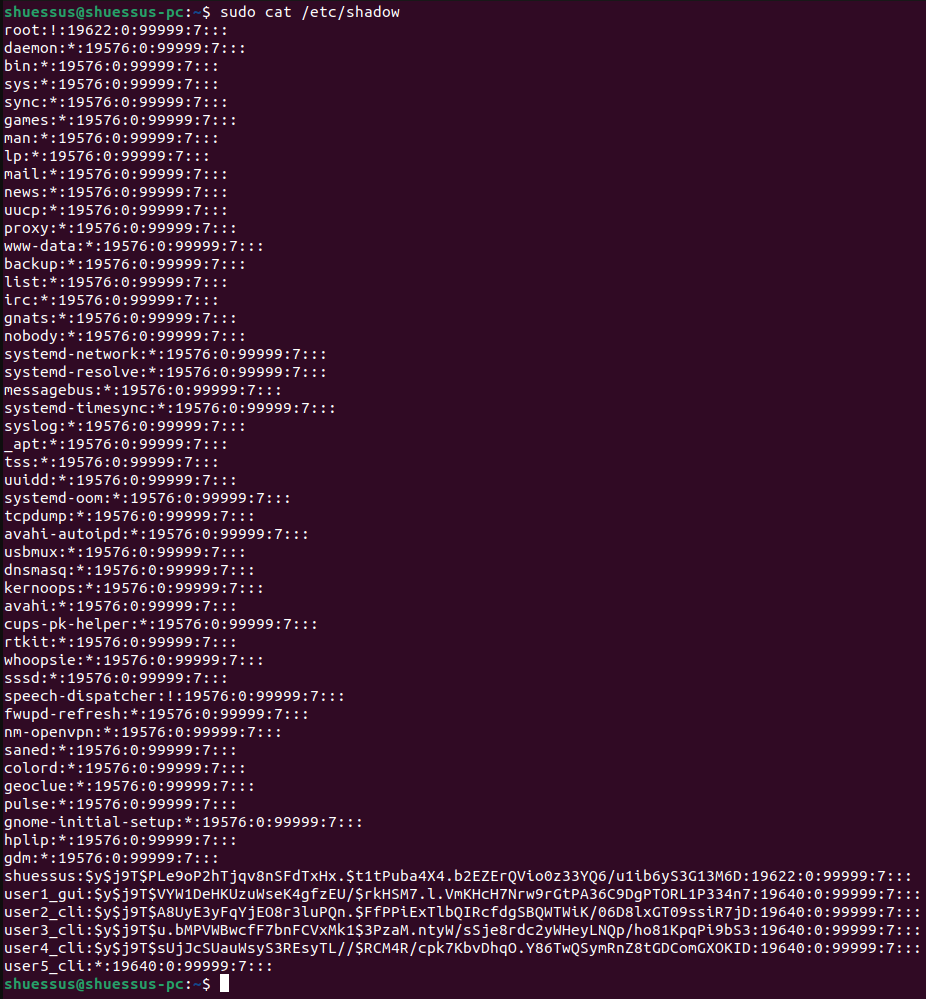 shuessus@shuessus-pc:~$ sudo cat /etc/shadow
root:!:19622:0:99999:7:::
daemon:*:19576:0:99999:7:::
bin:*:19576:0:99999:7:::
sys:*:19576:0:99999:7:::
sync:*:19576:0:99999:7:::
games:*:19576:0:99999:7:::
man:*:19576:0:99999:7:::
lp:*:19576:0:99999:7:::
mail:*:19576:0:99999:7:::
news:*:19576:0:99999:7:::
uucp:*:19576:0:99999:7:::
proxy:*:19576:0:99999:7:::
www-data:*:19576:0:99999:7:::
backup:*:19576:0:99999:7:::
list:*:19576:0:99999:7:::
irc:*:19576:0:99999:7:::
gnats:*:19576:0:99999:7:::
nobody:*:19576:0:99999:7:::
systemd-network:*:19576:0:99999:7:::
systemd-resolve:*:19576:0:99999:7:::
messagebus:*:19576:0:99999:7:::
systemd-timesync:*:19576:0:99999:7:::
syslog:*:19576:0:99999:7:::
_apt:*:19576:0:99999:7:::
tss:*:19576:0:99999:7:::
uuidd:*:19576:0:99999:7:::
systemd-oom:*:19576:0:99999:7:::
tcpdump:*:19576:0:99999:7:::
avahi-autoipd:*:19576:0:99999:7:::
usbmux:*:19576:0:99999:7:::
dnsmasq:*:19576:0:99999:7:::
kernoops:*:19576:0:99999:7:::
avahi:*:19576:0:99999:7:::
cups-pk-helper:*:19576:0:99999:7:::
rtkit:*:19576:0:99999:7:::
whoopsie:*:19576:0:99999:7:::
sssd:*:19576:0:99999:7:::
speech-dispatcher:!:19576:0:99999:7:::
fwupd-refresh:*:19576:0:99999:7:::
nm-openvpn:*:19576:0:99999:7:::
saned:*:19576:0:99999:7:::
colord:*:19576:0:99999:7:::
geoclue:*:19576:0:99999:7:::
pulse:*:19576:0:99999:7:::
gnome-initial-setup:*:19576:0:99999:7:::
hplip:*:19576:0:99999:7:::
gdm:*:19576:0:99999:7:::
shuessus:$y$j9T$PLe9oP2hTjqv8nSFdTxHx.$t1tPuba4X4.b2EZErQVio0z33YQ6/u1ib6yS3G13M6D:19622:0:99999:7:::
user1_gui:$y$j9T$VYW1DeHKUzuWseK4gfzEU/$rkHSM7.l.VmKHcH7Nrw9rGtPA36C9DgPTORL1P334n7:19640:0:99999:7:::
user2_cli:$y$j9T$A8UyE3yFqYjEO8r3luPQn.$FfPPiExTlbQIRcfdgSBQWTWiK/06D8lxGT09ssiR7jD:19640:0:99999:7:::
user3_cli:$y$j9T$u.bMPVWBwcfF7bnFCVxMk1$3PzaM.ntyW/sSje8rdc2yWHeyLNQp/ho81KpqPi9bS3:19640:0:99999:7:::
user4_cli:$y$j9T$sUjJcSUauWsyS3REsyTL//$RCM4R/cpk7KbvDhqO.Y86TwQSymRnZ8tGDComGXOKID:19640:0:99999:7:::
user5_cli:*:19640:0:99999:7:::
shuessus@shuessus-pc:~$